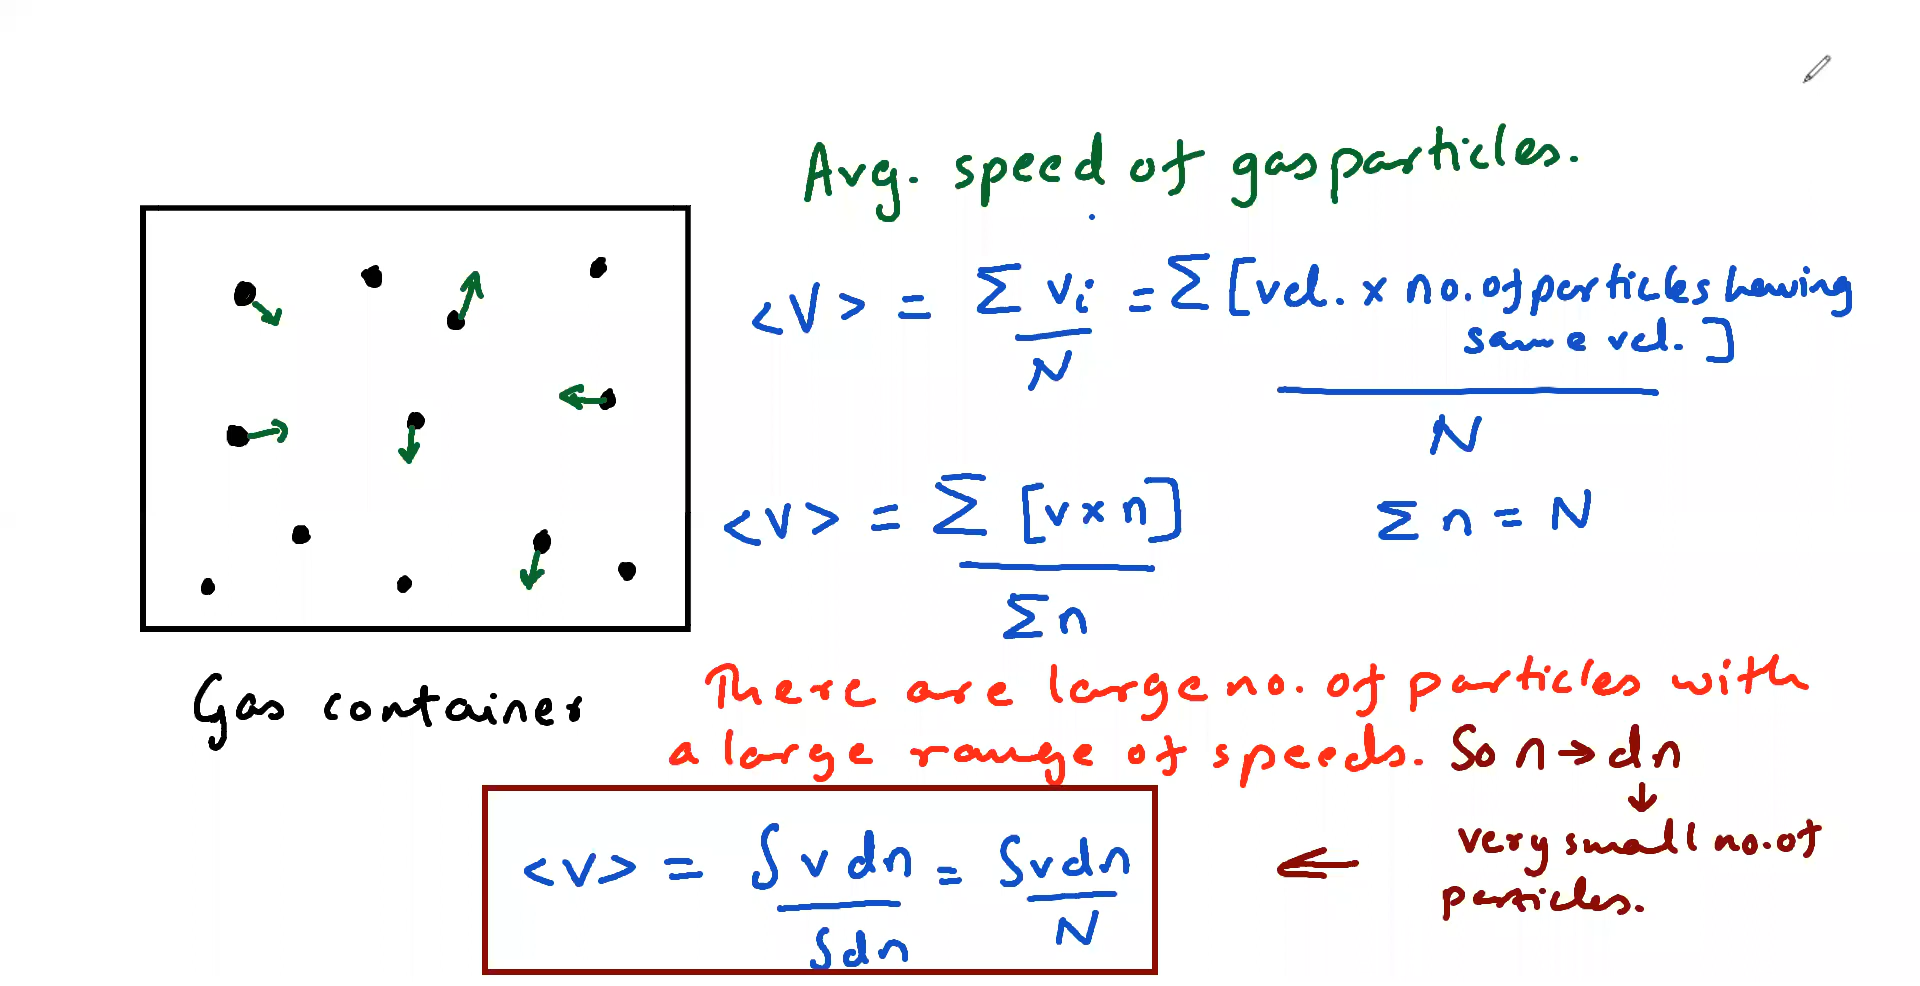 Avg. speed of gas particles.
<V> = Σ vi / N = Σ [vel. x no. of particles having
same vel.]
N
<V> = Σ [v x n] / Σn
Σ n = N
Gas container
There are large no. of particles with
a large range of speeds. So n → dn
↓
very small no. of
particles.
<V> = ∫ v dn / ∫ dn = ∫ v dn / N
←